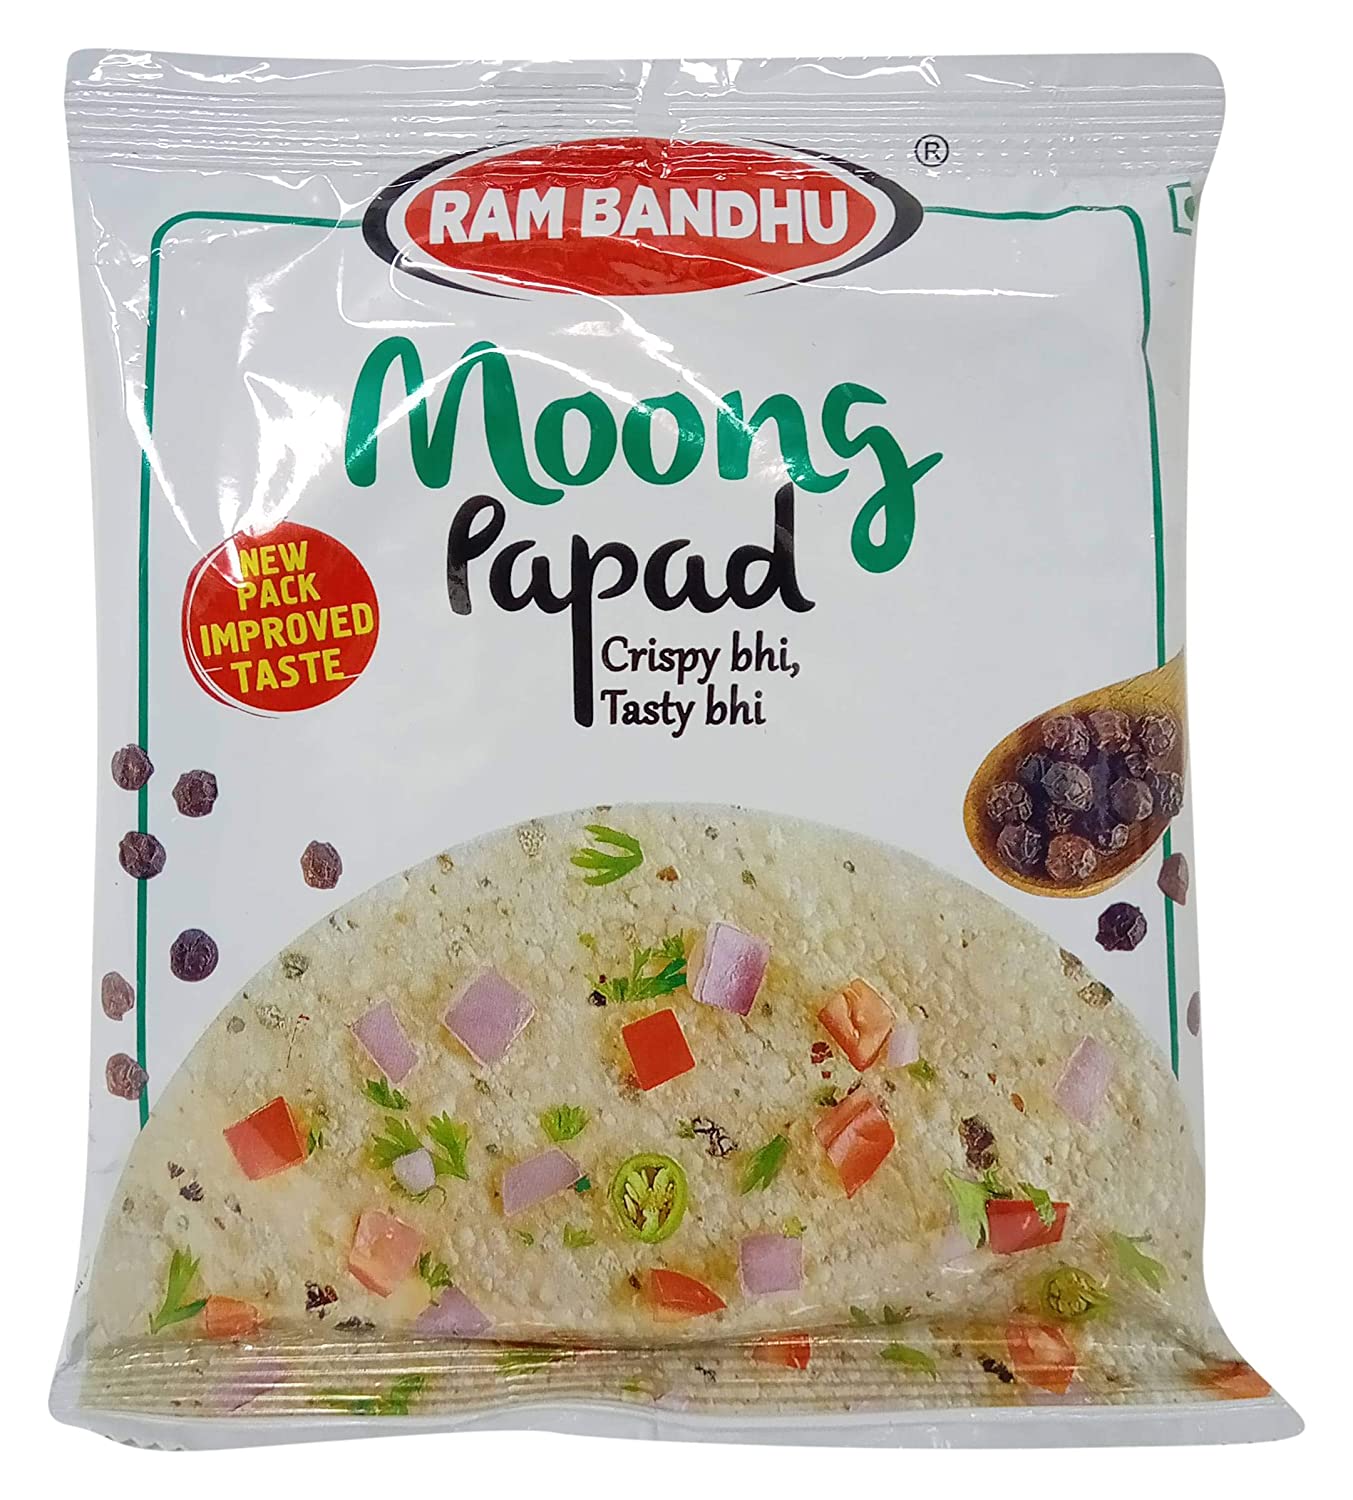 RAM BANDHU ®
Moong
Papad
Crispy bhi,
Tasty bhi
NEW
PACK
IMPROVED
TASTE